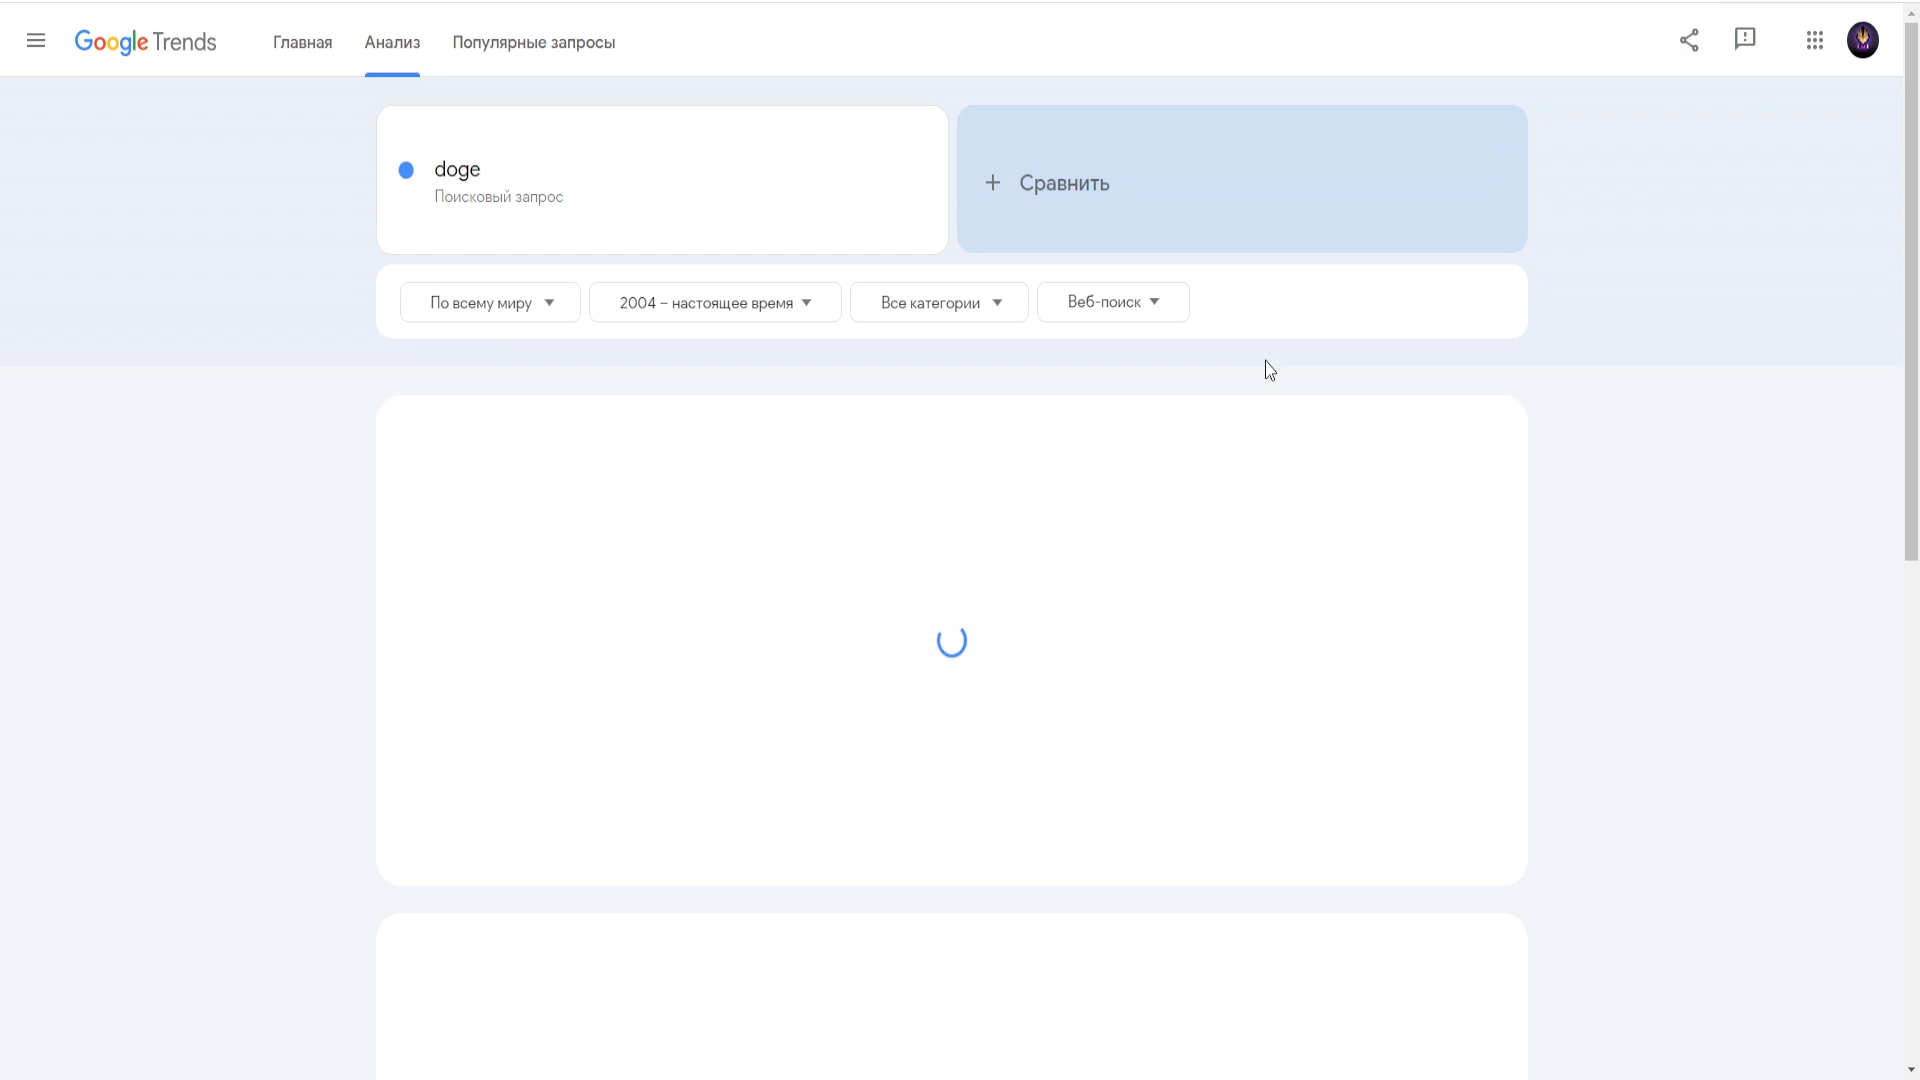 Google Trends
Главная
Анализ
Популярные запросы
doge
Поисковый запрос
+ Сравнить
По всему миру
2004 – настоящее время
Все категории
Веб-поиск